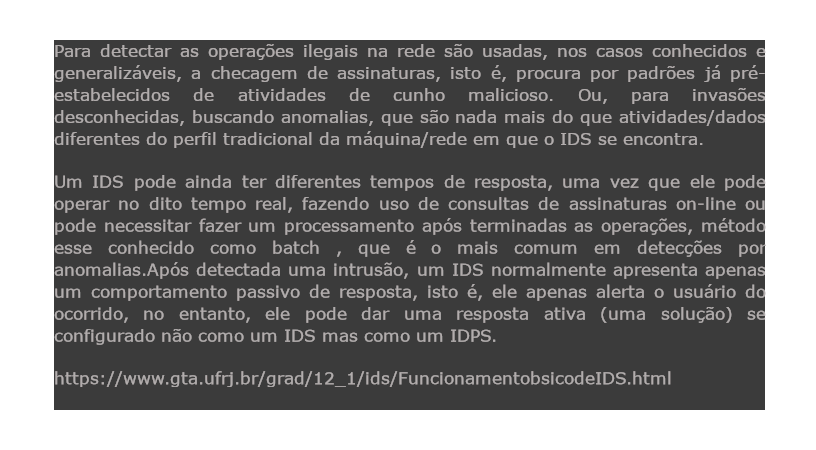 Para detectar as operações ilegais na rede são usadas, nos casos conhecidos e
generalizáveis, a checagem de assinaturas, isto é, procura por padrões já pré-
estabelecidos de atividades de cunho malicioso. Ou, para invasões
desconhecidas, buscando anomalias, que são nada mais do que atividades/dados
diferentes do perfil tradicional da máquina/rede em que o IDS se encontra.
Um IDS pode ainda ter diferentes tempos de resposta, uma vez que ele pode
operar no dito tempo real, fazendo uso de consultas de assinaturas on-line ou
pode necessitar fazer um processamento após terminadas as operações, método
esse conhecido como batch , que é o mais comum em detecções por
anomalias.Após detectada uma intrusão, um IDS normalmente apresenta apenas
um comportamento passivo de resposta, isto é, ele apenas alerta o usuário do
ocorrido, no entanto, ele pode dar uma resposta ativa (uma solução) se
configurado não como um IDS mas como um IDPS.
https://www.gta.ufrj.br/grad/12_1/ids/FuncionamentobsicodeIDS.html